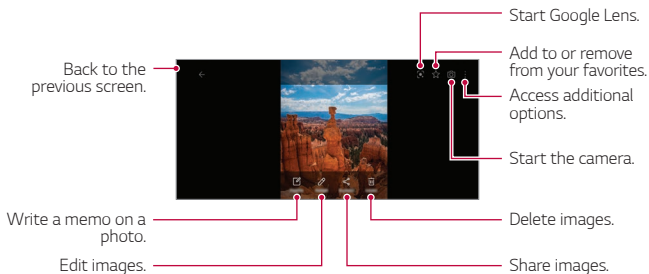 Start Google Lens.
Add to or remove
from your favorites.
Back to the
previous screen.
Access additional
options.
Start the camera.
Write a memo on a
photo.
Delete images.
Edit images.
Share images.